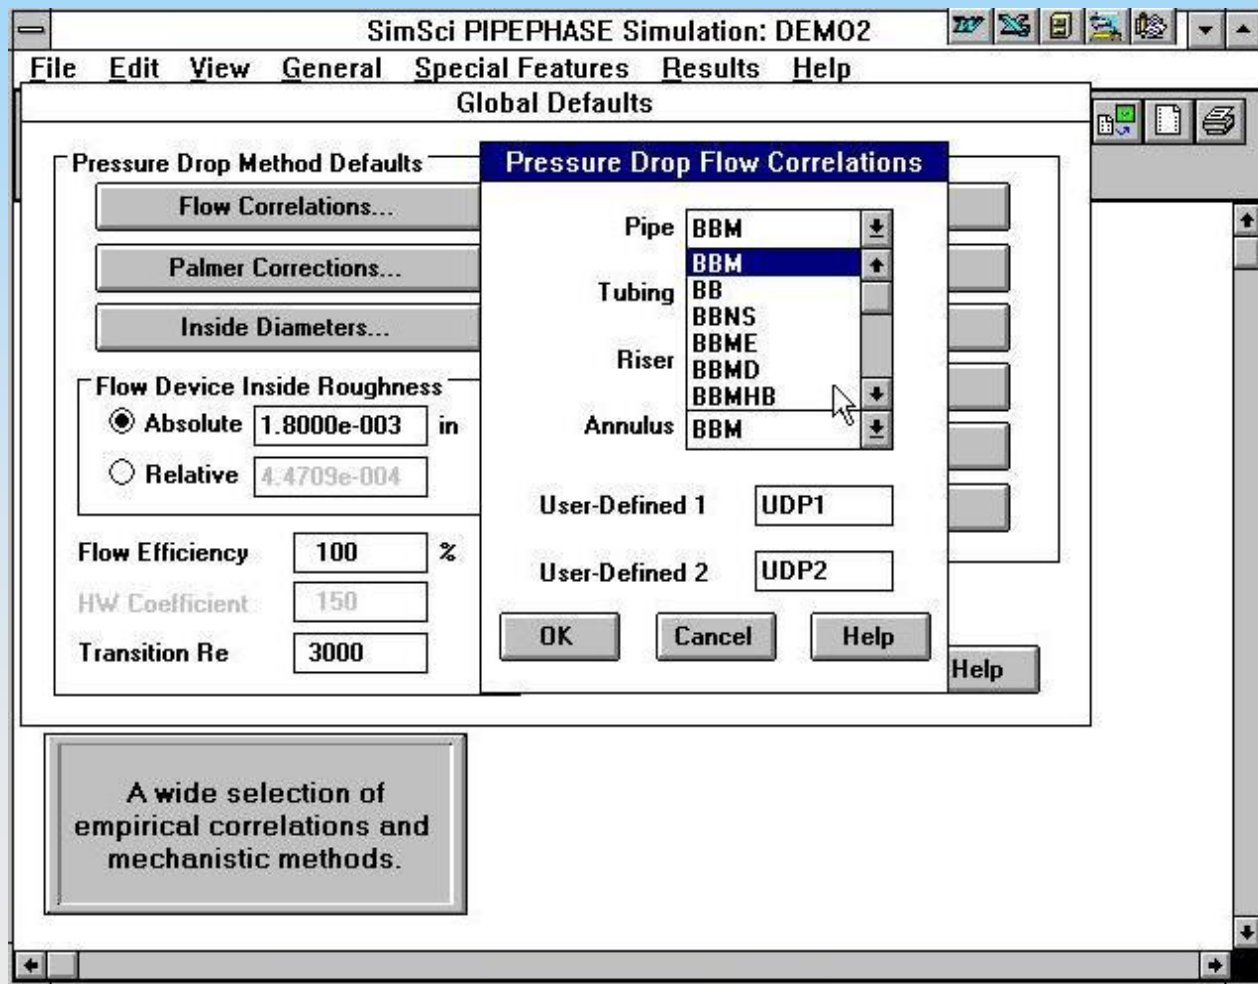 SimSci PIPEPHASE Simulation: DEMO2
File Edit View General Special Features Results Help
Global Defaults
Pressure Drop Method Defaults
Flow Correlations...
Palmer Corrections...
Inside Diameters...
Flow Device Inside Roughness
Absolute 1.8000e-003 in
Relative 4.4709e-004
Flow Efficiency 100 %
HW Coefficient 150
Transition Re 3000
Pressure Drop Flow Correlations
Pipe BBM
BBM
Tubing BB
BBNS
BBME
Riser BBMD
BBMHB
Annulus BBM
User-Defined 1 UDP1
User-Defined 2 UDP2
OK Cancel Help
Help
A wide selection of
empirical correlations and
mechanistic methods.